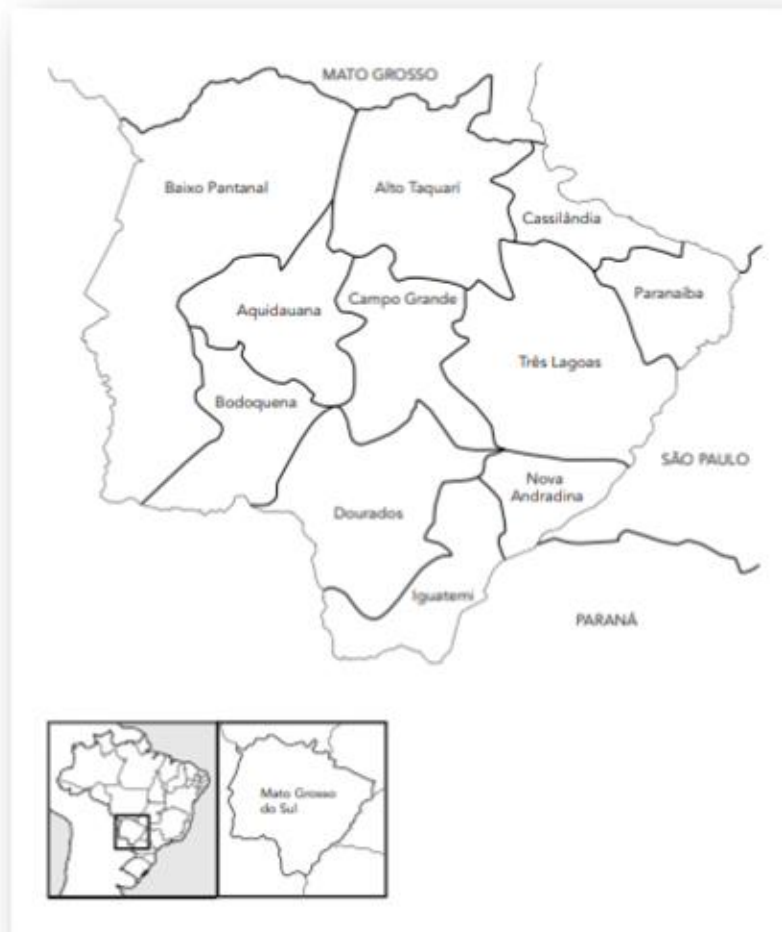 MATO GROSSO
Baixo Pantanal
Alto Taquari
Cassilândia
Aquidauana
Campo Grande
Paranaíba
Três Lagoas
Bodoquena
SÃO PAULO
Nova
Andradina
Dourados
Iguatemi
PARANÁ
Mato Grosso
do Sul